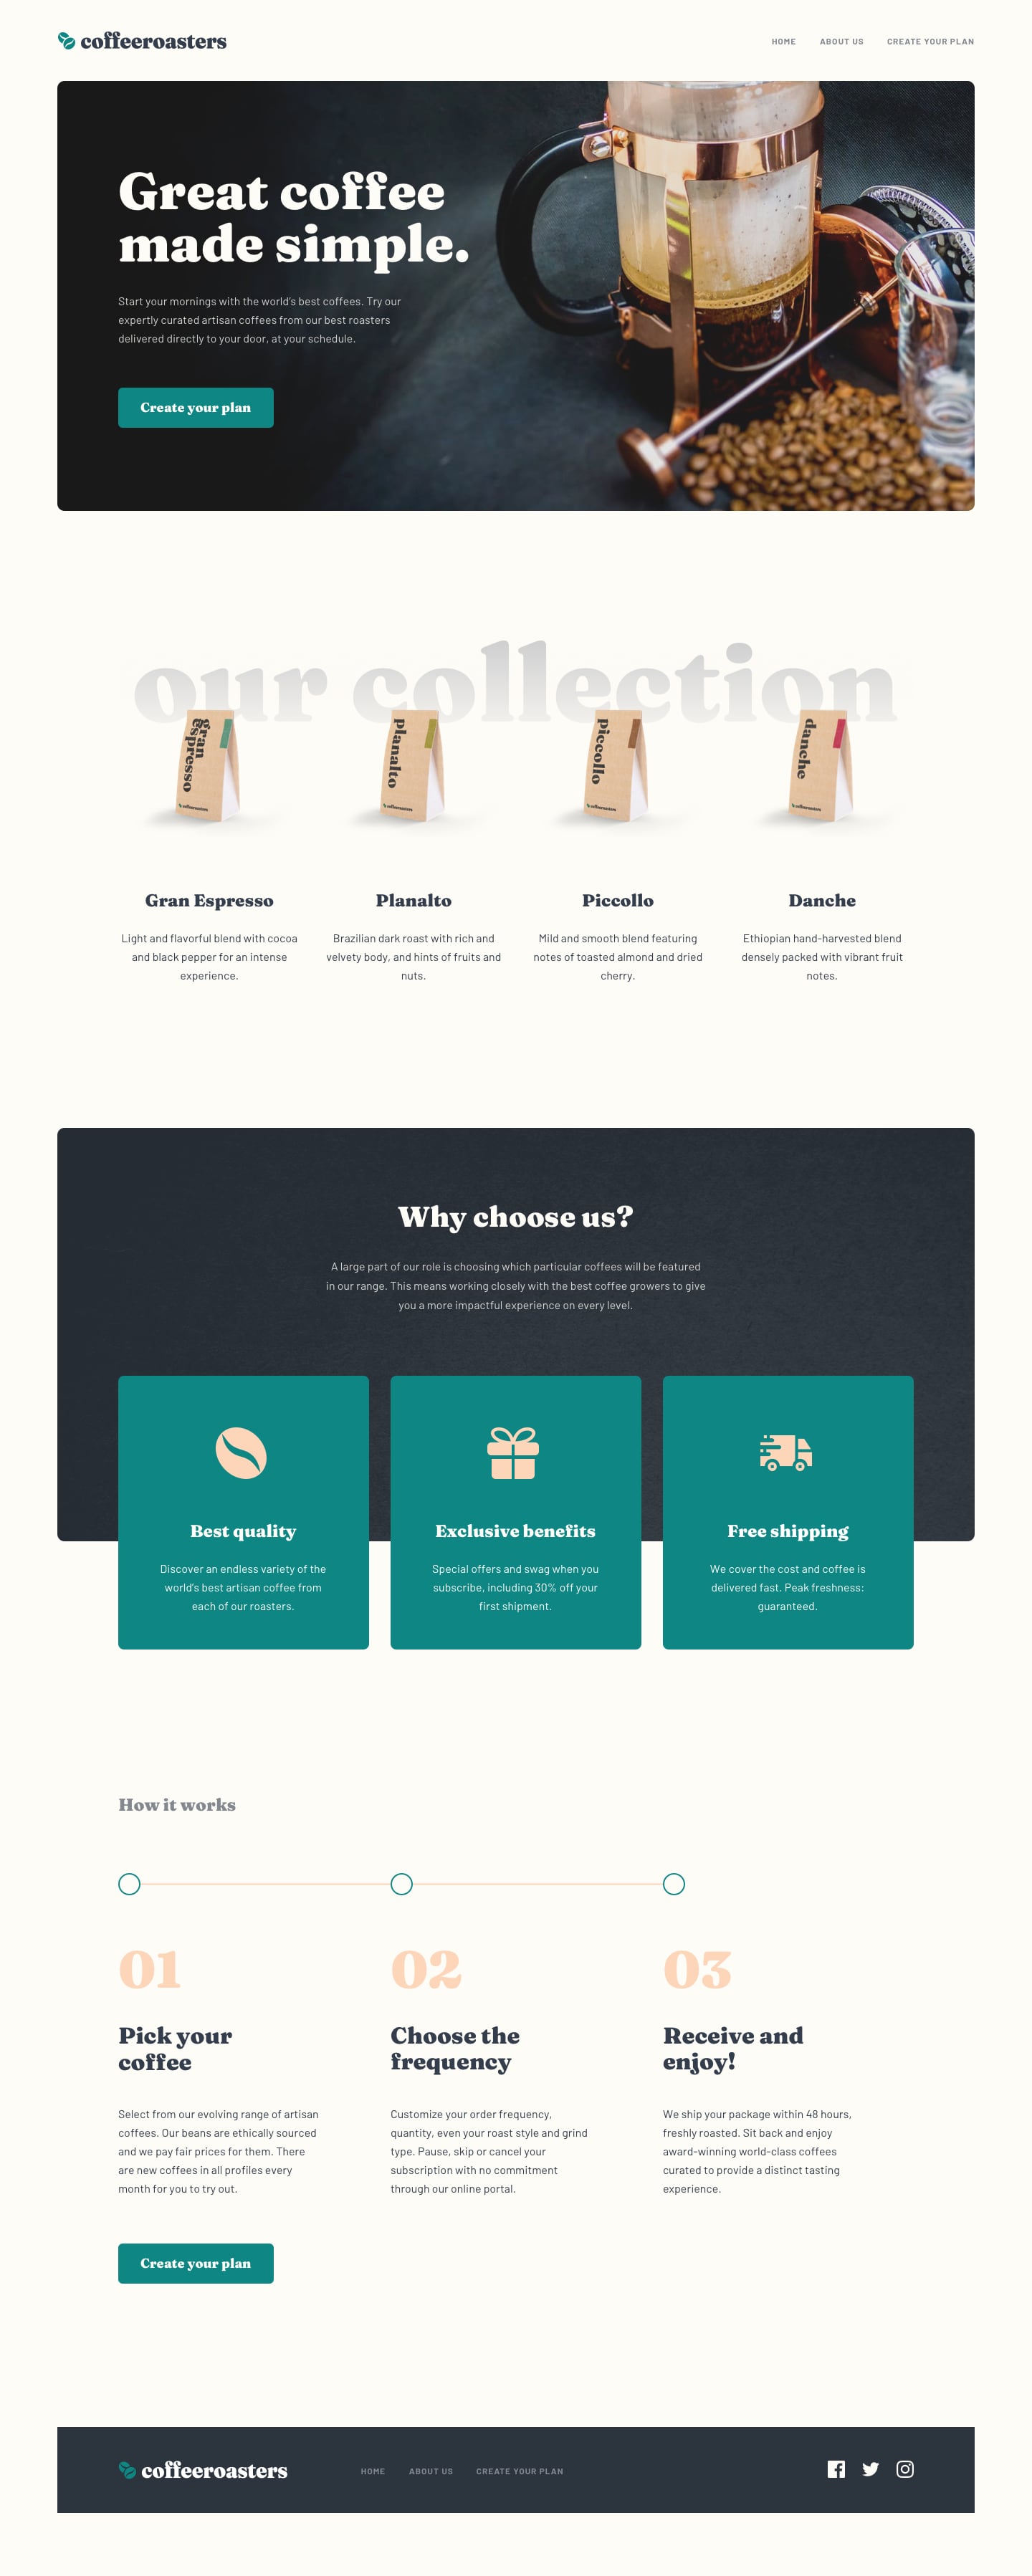 coffeeroasters
HOME ABOUT US CREATE YOUR PLAN
Great coffee
made simple.
Start your mornings with the world's best coffees. Try our
expertly curated artisan coffees from our best roasters
delivered directly to your door, at your schedule.
Create your plan
our collection
gran
espresso
coffeeroasters
planalto
coffeeroasters
piccollo
coffeeroasters
danche
coffeeroasters
Gran Espresso
Light and flavorful blend with cocoa
and black pepper for an intense
experience.
Planalto
Brazilian dark roast with rich and
velvety body, and hints of fruits and
nuts.
Piccollo
Mild and smooth blend featuring
notes of toasted almond and dried
cherry.
Danche
Ethiopian hand-harvested blend
densely packed with vibrant fruit
notes.
Why choose us?
A large part of our role is choosing which particular coffees will be featured
in our range. This means working closely with the best coffee growers to give
you a more impactful experience on every level.
Best quality
Discover an endless variety of the
world's best artisan coffee from
each of our roasters.
Exclusive benefits
Special offers and swag when you
subscribe, including 30% off your
first shipment.
Free shipping
We cover the cost and coffee is
delivered fast. Peak freshness:
guaranteed.
How it works
01
Pick your
coffee
Select from our evolving range of artisan
coffees. Our beans are ethically sourced
and we pay fair prices for them. There
are new coffees in all profiles every
month for you to try out.
02
Choose the
frequency
Customize your order frequency,
quantity, even your roast style and grind
type. Pause, skip or cancel your
subscription with no commitment
through our online portal.
03
Receive and
enjoy!
We ship your package within 48 hours,
freshly roasted. Sit back and enjoy
award-winning world-class coffees
curated to provide a distinct tasting
experience.
Create your plan
coffeeroasters
HOME ABOUT US CREATE YOUR PLAN